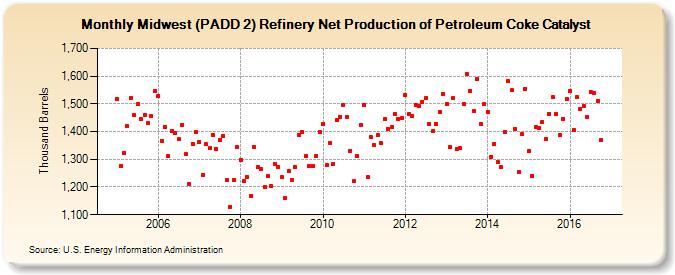 Monthly Midwest (PADD 2) Refinery Net Production of Petroleum Coke Catalyst
Thousand Barrels
1,700
1,600
1,500
1,400
1,300
1,200
1,100
2006 2008 2010 2012 2014 2016
Source: U.S. Energy Information Administration